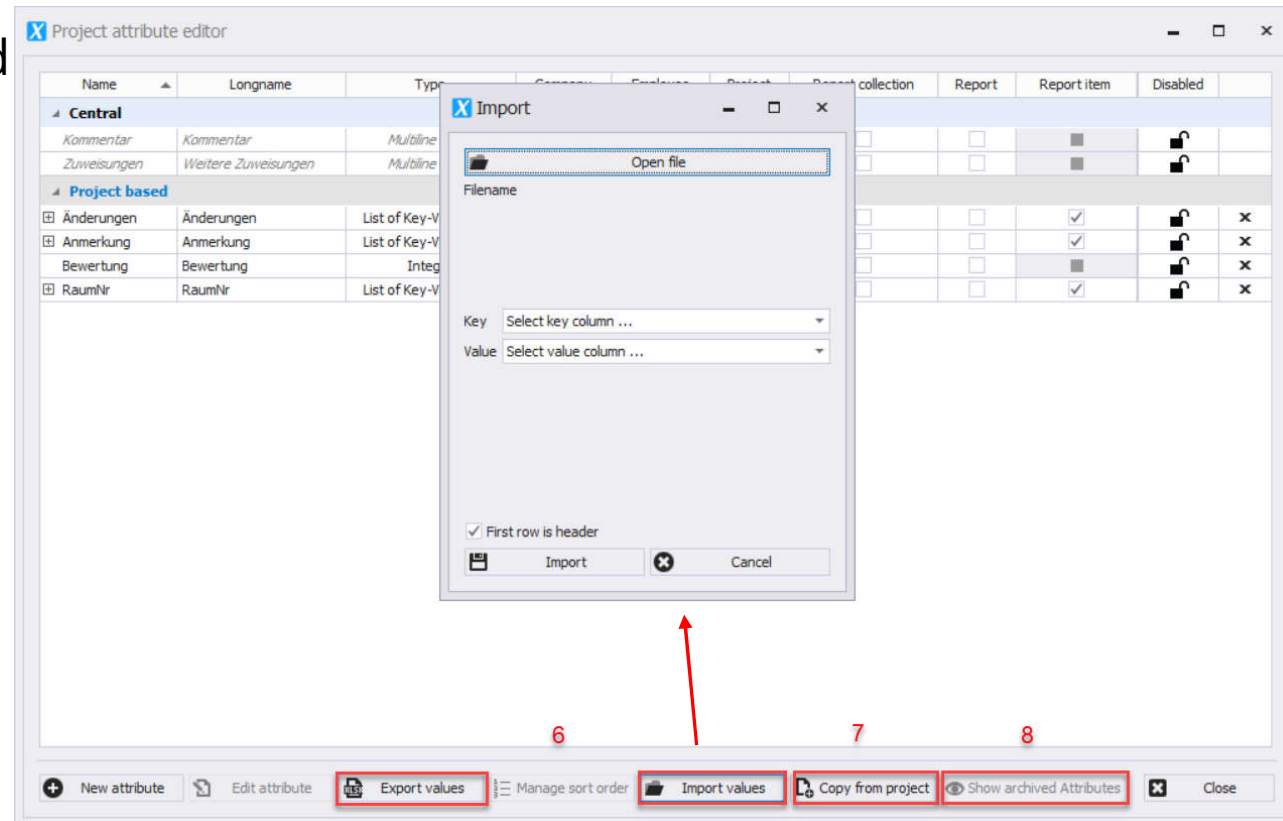 Project attribute editor
Name Longname Type Company Employee Project Report collection Report Report item Disabled
Central
Kommentar Kommentar Multiline
Zuweisungen Weitere Zuweisungen Multiline
Project based
Änderungen Änderungen List of Key-V
Anmerkung Anmerkung List of Key-V
Bewertung Bewertung Integ
RaumNr RaumNr List of Key-V
Import
Open file
Filename
Key Select key column ...
Value Select value column ...
First row is header
Import Cancel
6 7 8
New attribute Edit attribute XLSX Export values Manage sort order Import values Copy from project Show archived Attributes Close